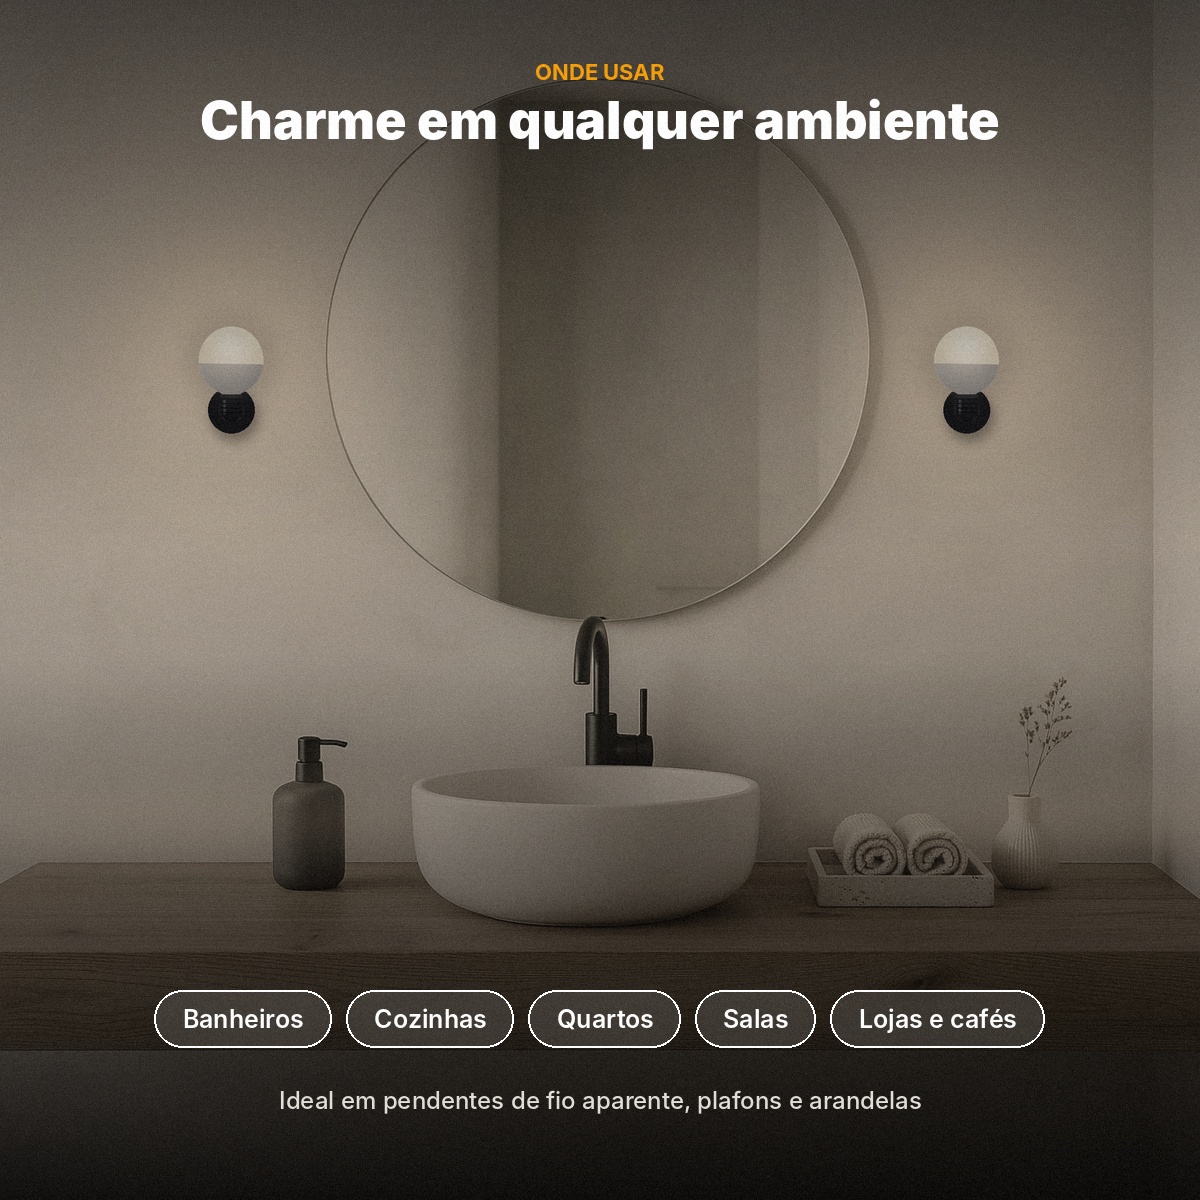 ONDE USAR
Charme em qualquer ambiente
Banheiros Cozinhas Quartos Salas Lojas e cafés
Ideal em pendentes de fio aparente, plafons e arandelas